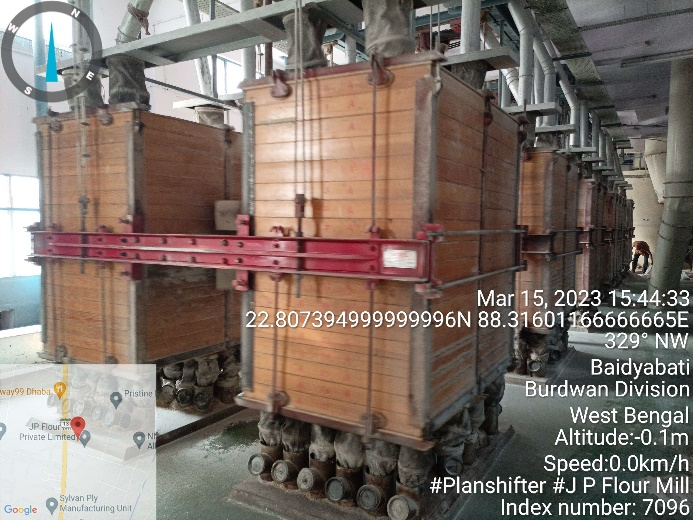 N
E
S
Mar 15, 2023 15:44:33
22.807394999999996N 88.31601166666665E
329° NW
Baidyabati
Burdwan Division
West Bengal
Altitude:-0.1m
Speed:0.0km/h
#Planshifter #J P Flour Mill
Index number: 7096
way99 Dhaba
Pristine
JP Flour
Private Limited
Sylvan Ply
Manufacturing Unit
Google